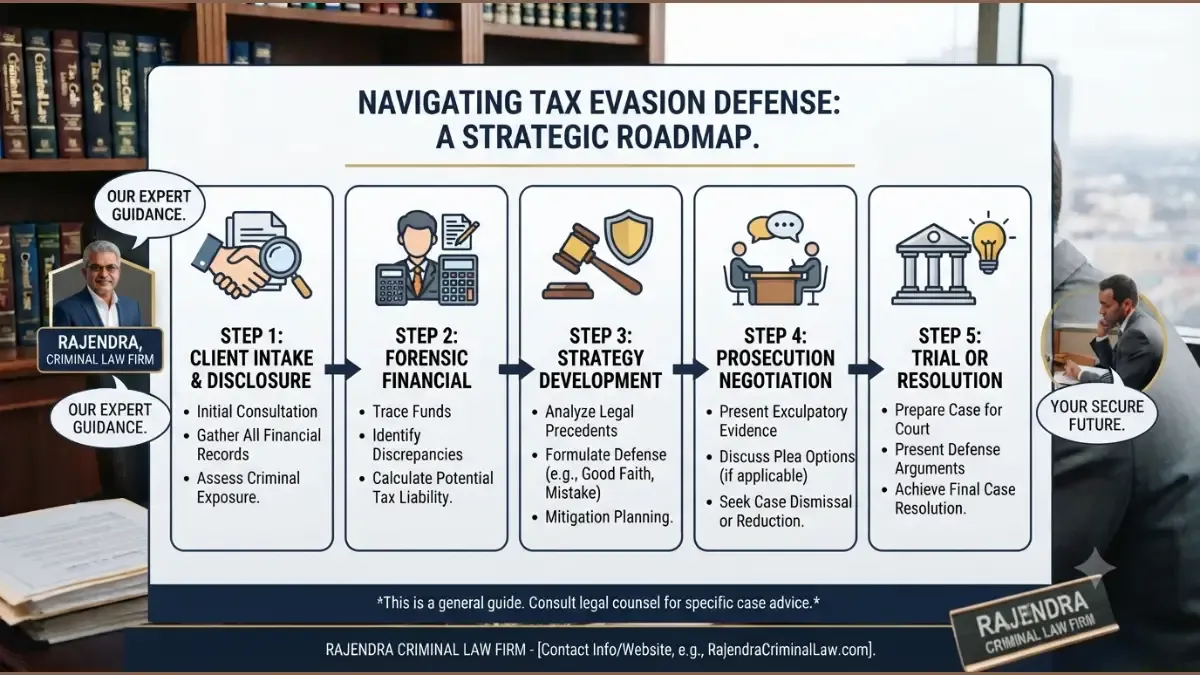 NAVIGATING TAX EVASION DEFENSE:
A STRATEGIC ROADMAP.
OUR EXPERT
GUIDANCE.
RAJENDRA,
CRIMINAL LAW FIRM
OUR EXPERT
GUIDANCE.
STEP 1:
CLIENT INTAKE
& DISCLOSURE
• Initial Consultation
• Gather All Financial
Records
• Assess Criminal
Exposure.
STEP 2:
FORENSIC
FINANCIAL
• Trace Funds
• Identify
Discrepancies
• Calculate Potential
Tax Liability.
STEP 3:
STRATEGY
DEVELOPMENT
• Analyze Legal
Precedents
• Formulate Defense
(e.g., Good Faith,
Mistake)
• Mitigation Planning.
STEP 4:
PROSECUTION
NEGOTIATION
• Present Exculpatory
Evidence
• Discuss Plea Options
(if applicable)
• Seek Case Dismissal
or Reduction.
STEP 5:
TRIAL OR
RESOLUTION
• Prepare Case for
Court
• Present Defense
Arguments
• Achieve Final Case
Resolution.
YOUR SECURE
FUTURE.
*This is a general guide. Consult legal counsel for specific case advice.*
RAJENDRA CRIMINAL LAW FIRM - [Contact Info/Website, e.g., RajendraCriminalLaw.com].
RAJENDRA
CRIMINAL LAW FIRM